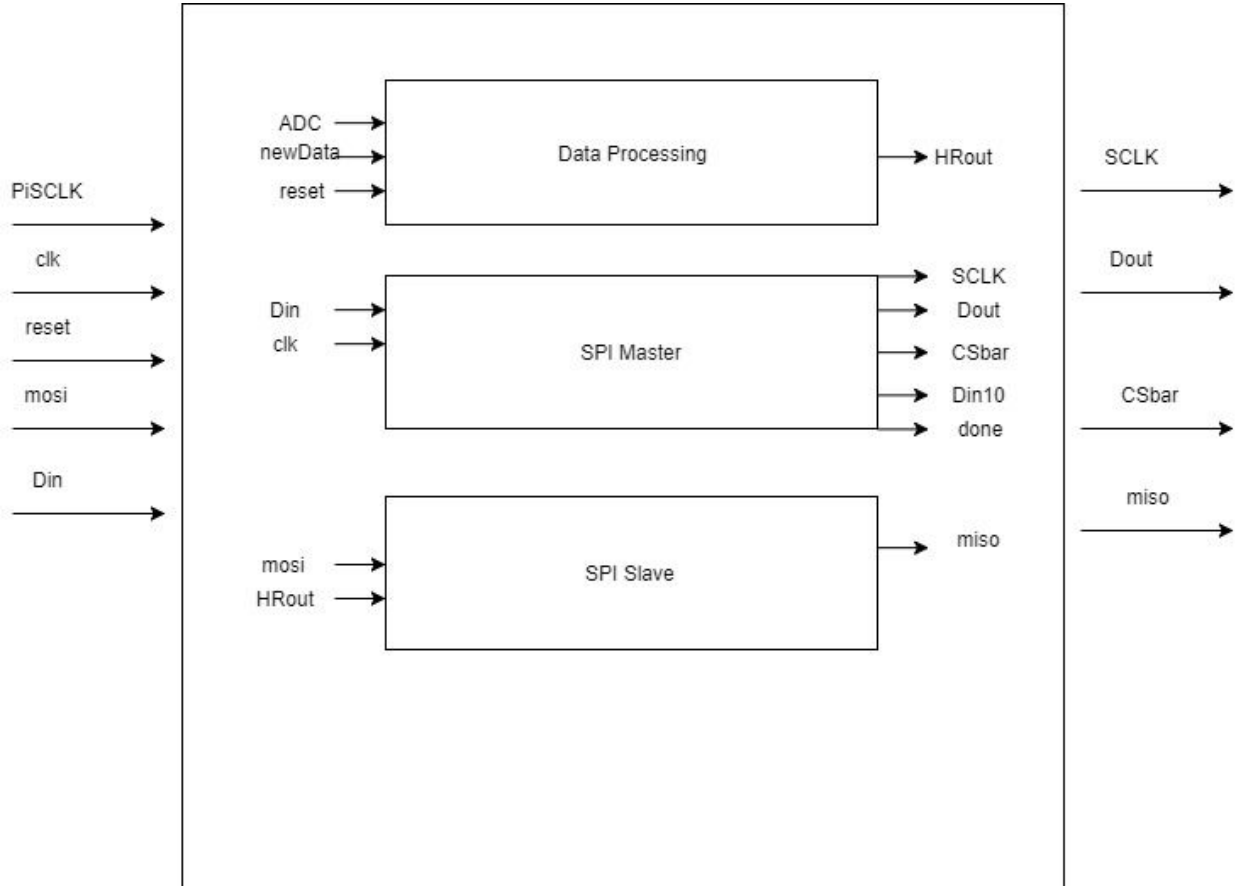 PiSCLK
clk
reset
mosi
Din
ADC
newData
reset
Data Processing
HRout
Din
clk
SPI Master
SCLK
Dout
CSbar
Din10
done
mosi
HRout
SPI Slave
miso
SCLK
Dout
CSbar
miso